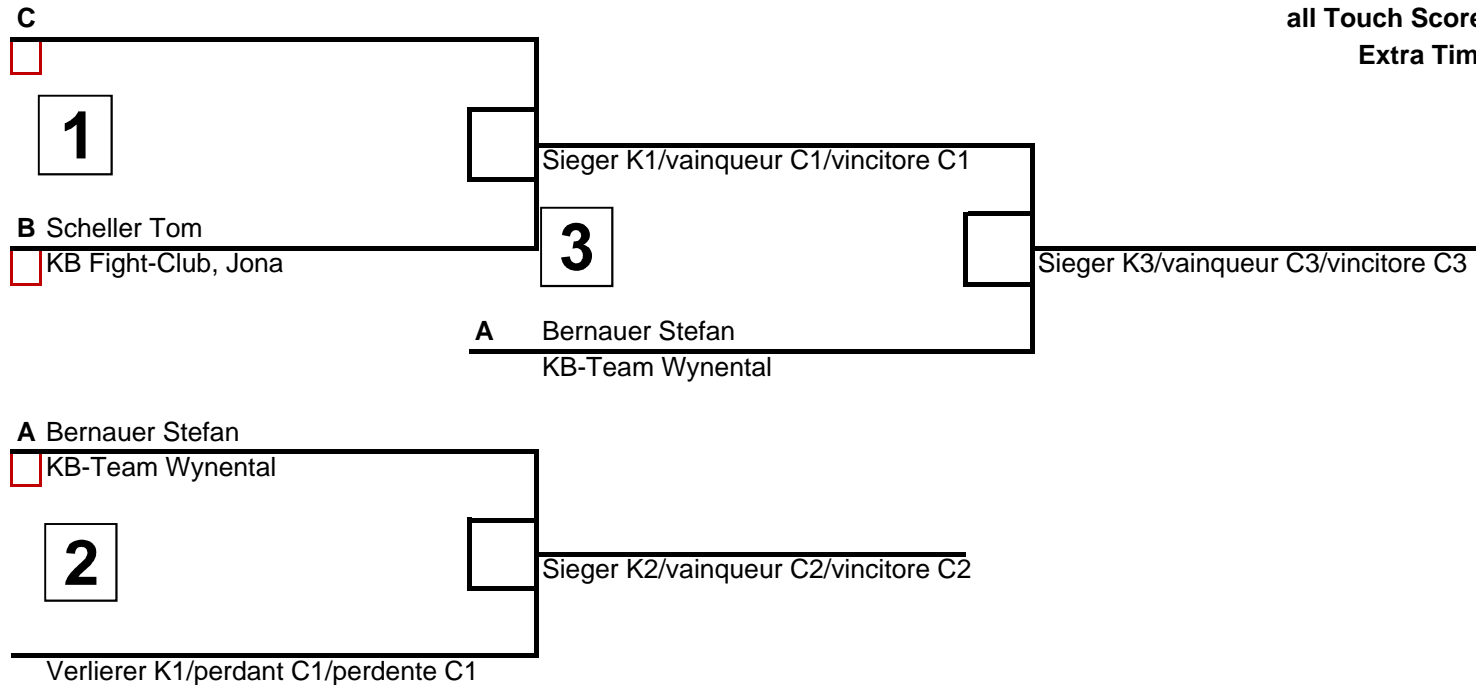 C
all Touch Score
Extra Tim
1
Sieger K1/vainqueur C1/vincitore C1
B Scheller Tom
KB Fight-Club, Jona
3
Sieger K3/vainqueur C3/vincitore C3
A Bernauer Stefan
KB-Team Wynental
A Bernauer Stefan
KB-Team Wynental
2
Sieger K2/vainqueur C2/vincitore C2
Verlierer K1/perdant C1/perdente C1